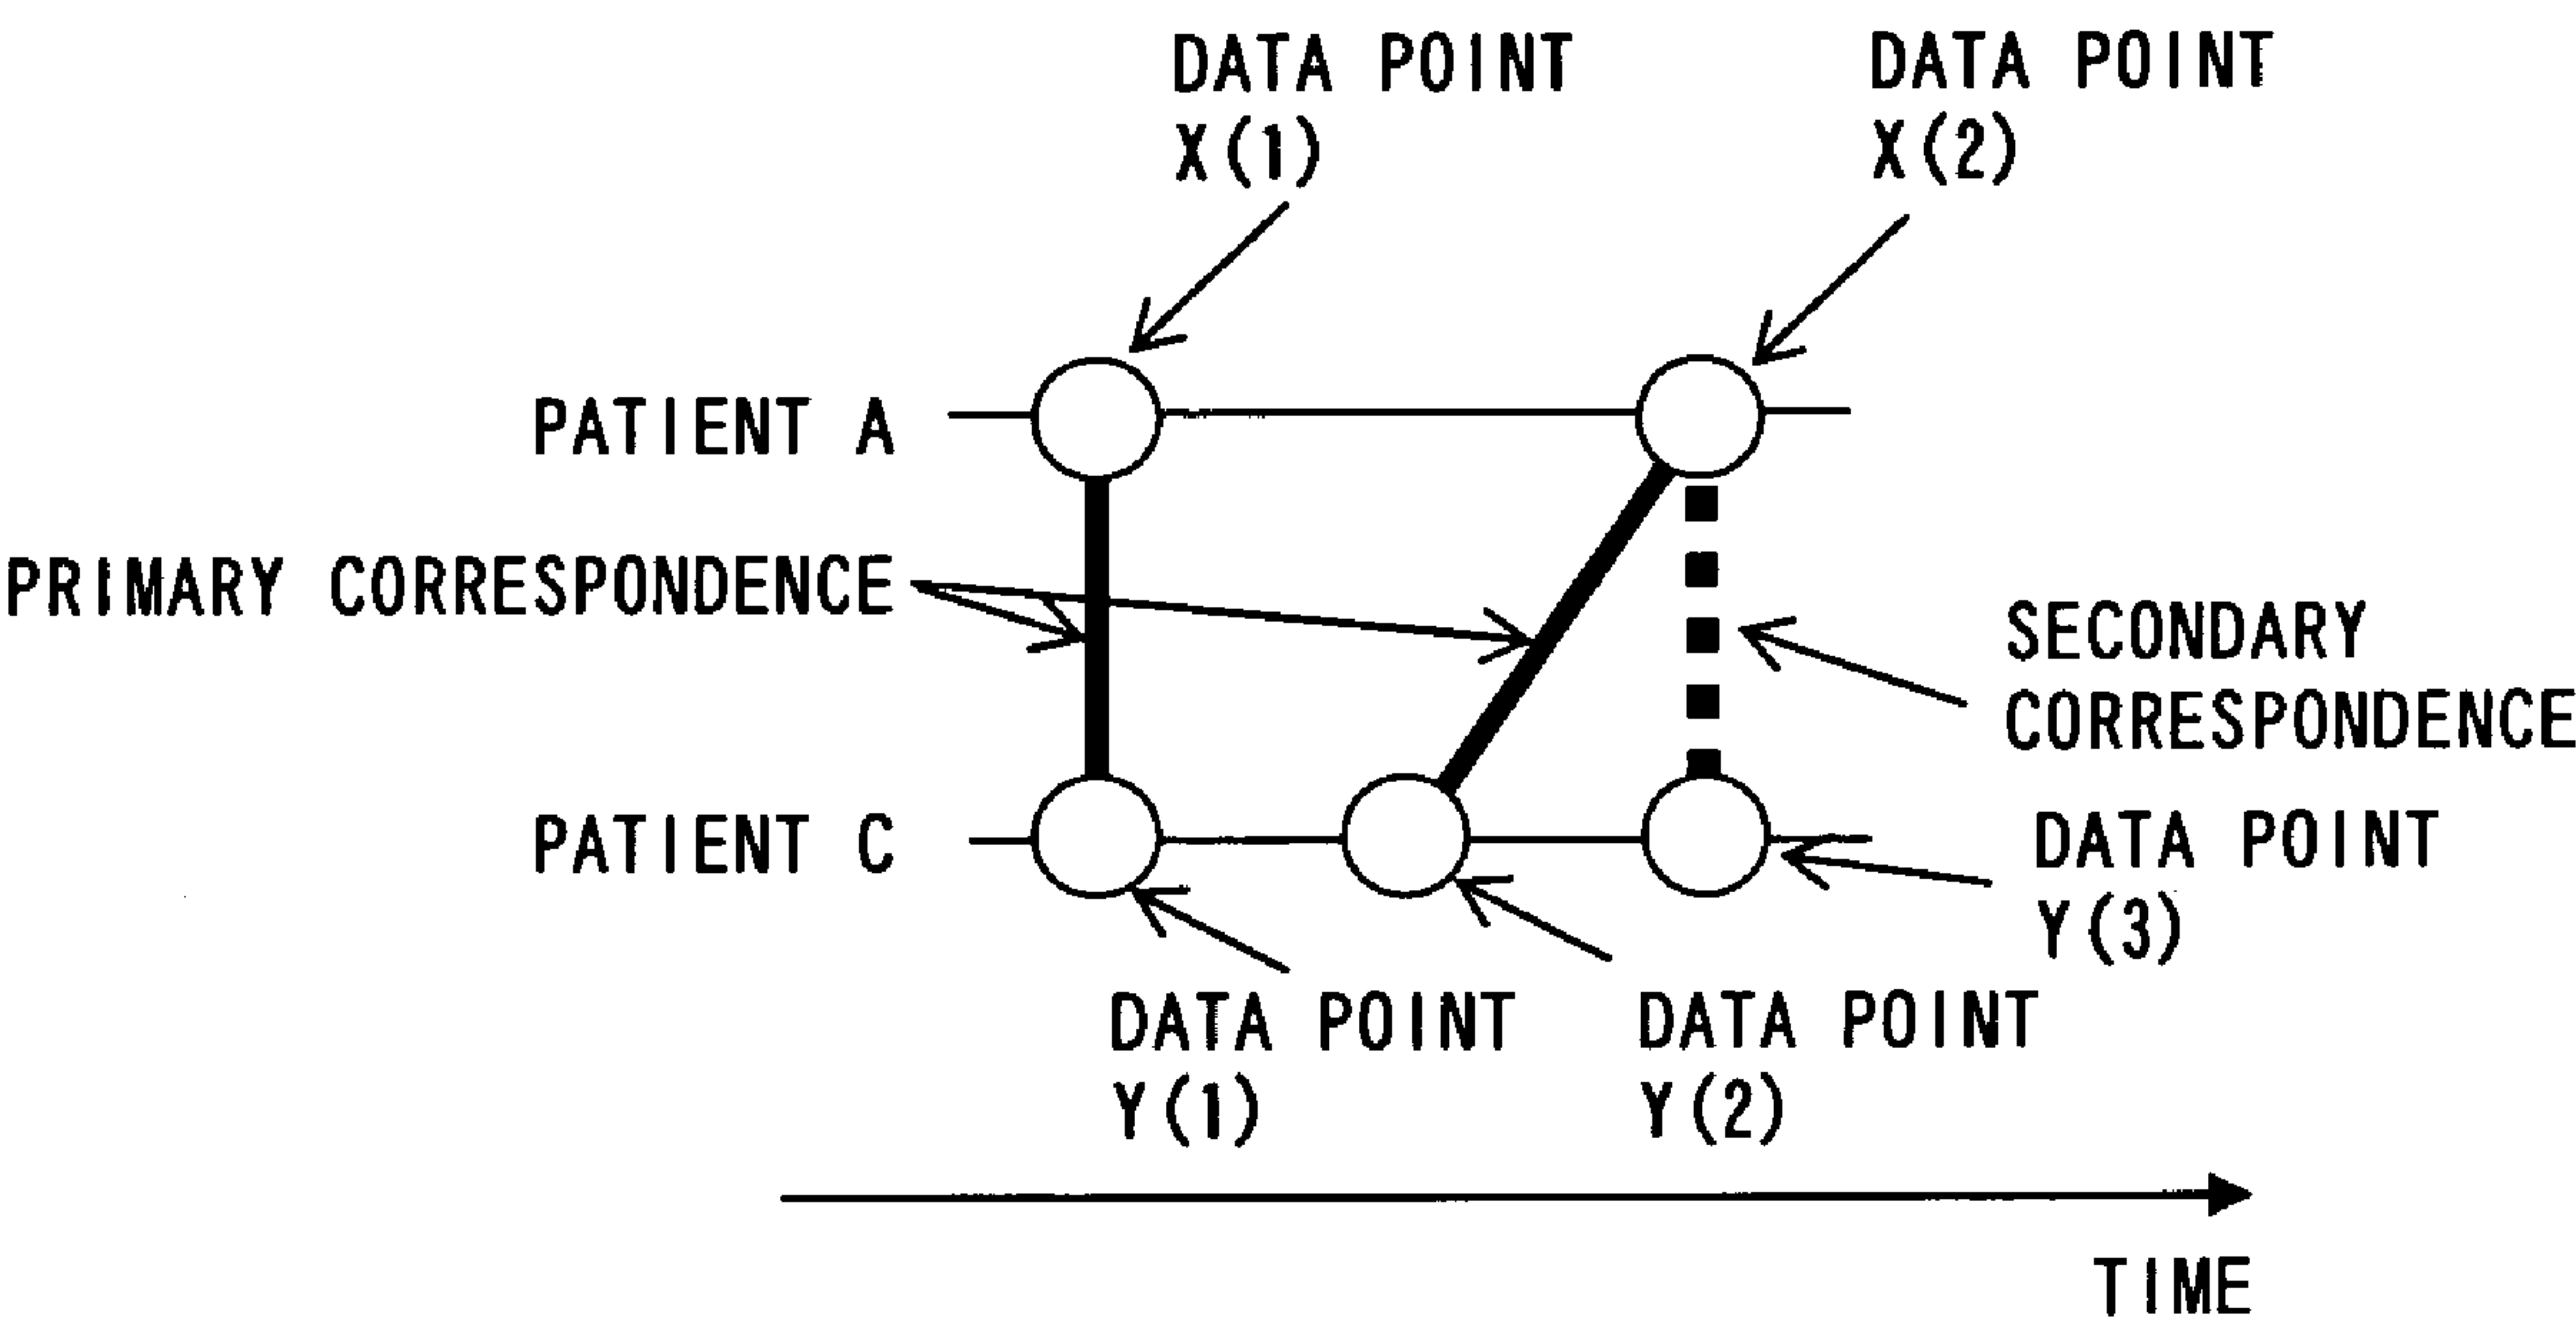 DATA POINT
X(1)
DATA POINT
X(2)
PATIENT A
PRIMARY CORRESPONDENCE
SECONDARY
CORRESPONDENCE
PATIENT C
DATA POINT
Y(3)
DATA POINT
Y(1)
DATA POINT
Y(2)
TIME